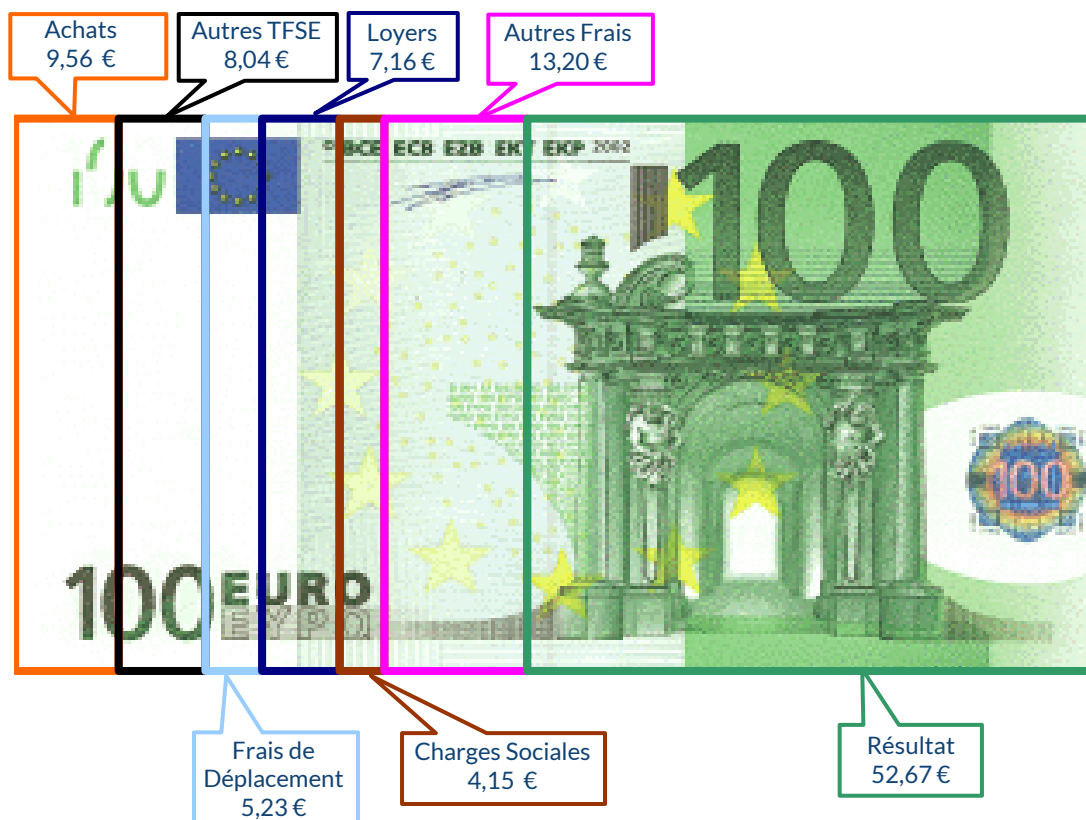 Achats
9,56 €
Autres TFSE
8,04 €
Loyers
7,16 €
Autres Frais
13,20 €
BCE ECB EZB EKT EKP 2002
100
100
100 EURO
ΕΥΡΩ
Frais de
Déplacement
5,23 €
Charges Sociales
4,15 €
Résultat
52,67 €